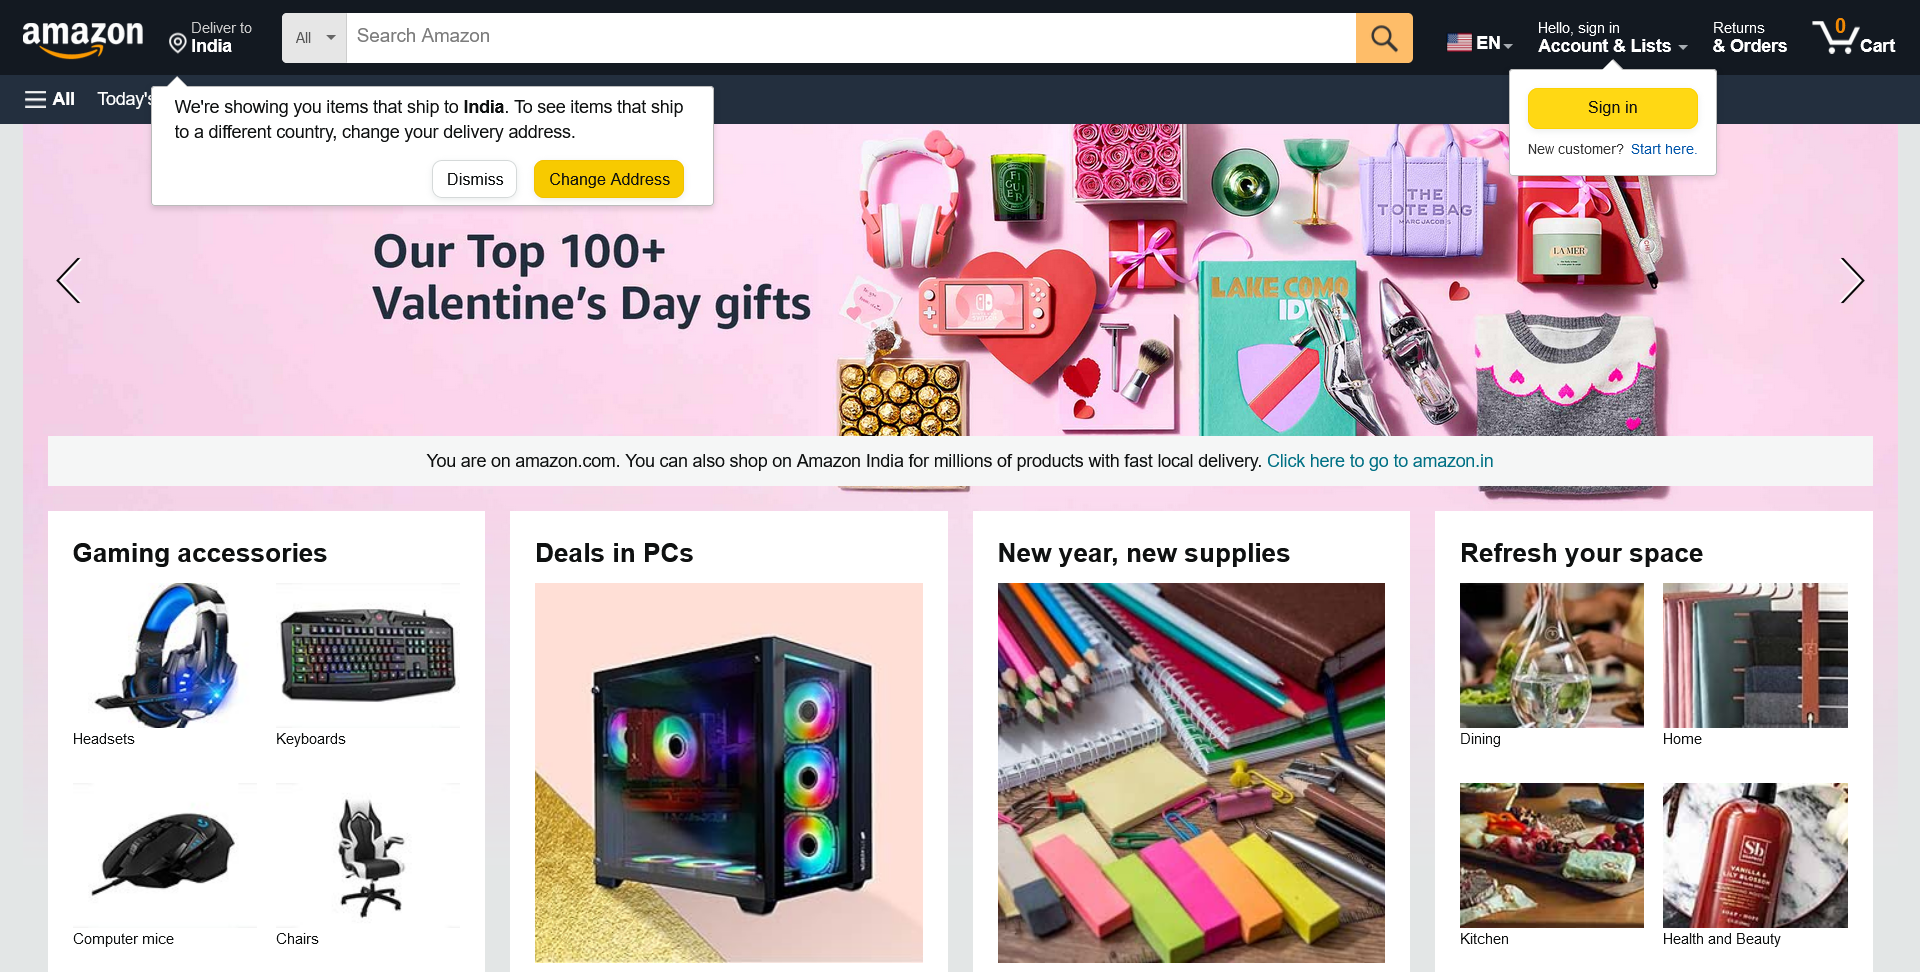 amazon
Deliver to
India
All
Search Amazon
EN
Hello, sign in
Account & Lists
Returns
& Orders
0
Cart
All
Today's
We're showing you items that ship to India. To see items that ship
to a different country, change your delivery address.
Dismiss
Change Address
Sign in
New customer? Start here.
Our Top 100+
Valentine's Day gifts
FIGUIER
THE
TOTE BAG
MARC JACOBS
LA MER
LAKE COMO
You are on amazon.com. You can also shop on Amazon India for millions of products with fast local delivery. Click here to go to amazon.in
Gaming accessories
Headsets
Keyboards
Computer mice
Chairs
Deals in PCs
New year, new supplies
Refresh your space
Dining
Home
Kitchen
Sb
VANILLA &
LILY BLOSSOM
Health and Beauty